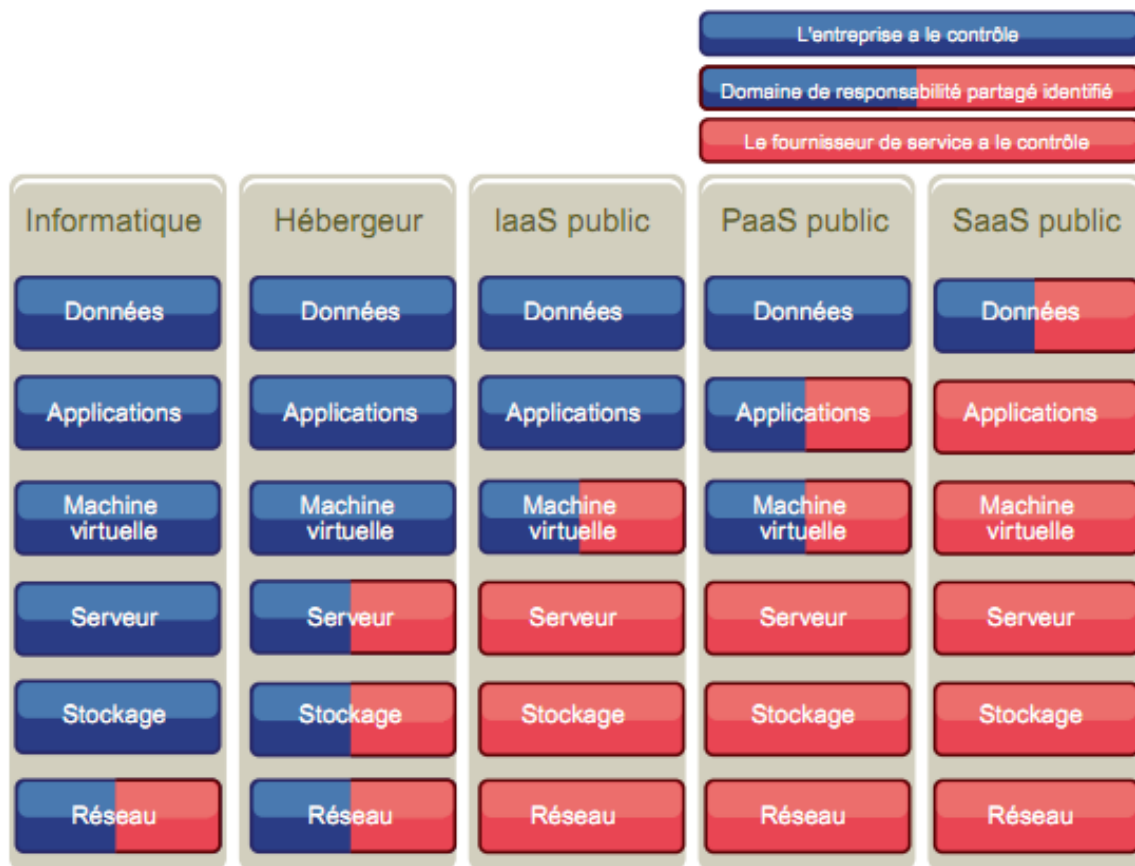 L'entreprise a le contrôle
Domaine de responsabilité partagé identifié
Le fournisseur de service a le contrôle
Informatique
Hébergeur
IaaS public
PaaS public
SaaS public
Données
Données
Données
Données
Données
Applications
Applications
Applications
Applications
Applications
Machine
virtuelle
Machine
virtuelle
Machine
virtuelle
Machine
virtuelle
Machine
virtuelle
Serveur
Serveur
Serveur
Serveur
Serveur
Stockage
Stockage
Stockage
Stockage
Stockage
Réseau
Réseau
Réseau
Réseau
Réseau